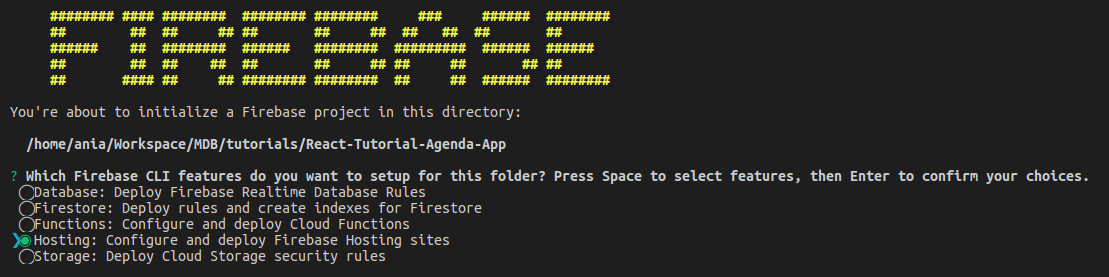 FIREBASE
You're about to initialize a Firebase project in this directory:
/home/ania/Workspace/MDB/tutorials/React-Tutorial-Agenda-App
? Which Firebase CLI features do you want to setup for this folder? Press Space to select features, then Enter to confirm your choices.
◯Database: Deploy Firebase Realtime Database Rules
◯Firestore: Deploy rules and create indexes for Firestore
◯Functions: Configure and deploy Cloud Functions
❯◉Hosting: Configure and deploy Firebase Hosting sites
◯Storage: Deploy Cloud Storage security rules